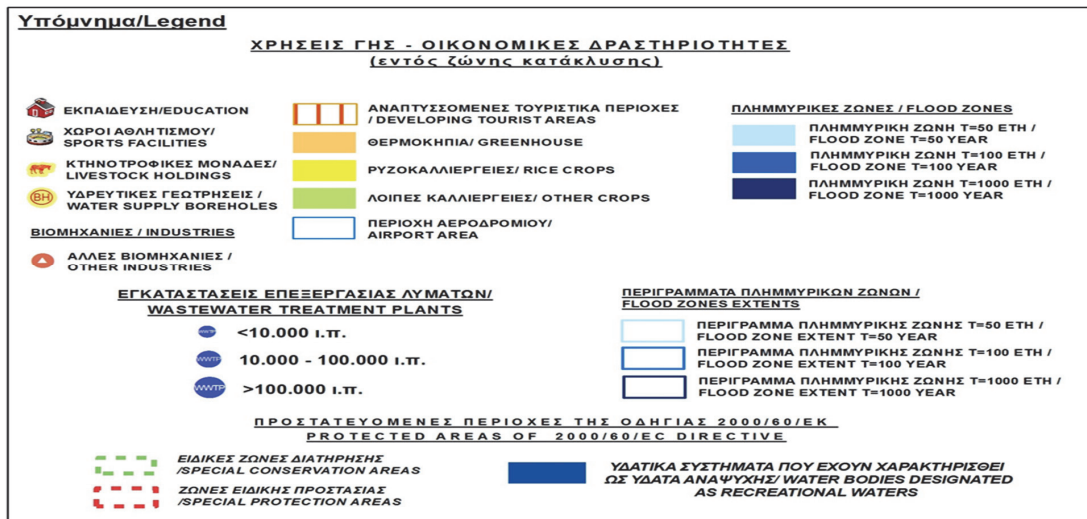 Υπόμνημα/Legend
ΧΡΗΣΕΙΣ ΓΗΣ - ΟΙΚΟΝΟΜΙΚΕΣ ΔΡΑΣΤΗΡΙΟΤΗΤΕΣ
(εντός ζώνης κατάκλυσης)
ΕΚΠΑΙΔΕΥΣΗ/EDUCATION
ΧΩΡΟΙ ΑΘΛΗΤΙΣΜΟΥ/
SPORTS FACILITIES
ΚΤΗΝΟΤΡΟΦΙΚΕΣ ΜΟΝΑΔΕΣ/
LIVESTOCK HOLDINGS
BH
ΥΔΡΕΥΤΙΚΕΣ ΓΕΩΤΡΗΣΕΙΣ /
WATER SUPPLY BOREHOLES
ΒΙΟΜΗΧΑΝΙΕΣ / INDUSTRIES
ΑΛΛΕΣ ΒΙΟΜΗΧΑΝΙΕΣ /
OTHER INDUSTRIES
ΑΝΑΠΤΥΣΣΟΜΕΝΕΣ ΤΟΥΡΙΣΤΙΚΑ ΠΕΡΙΟΧΕΣ
/ DEVELOPING TOURIST AREAS
ΘΕΡΜΟΚΗΠΙΑ/ GREENHOUSE
ΡΥΖΟΚΑΛΛΙΕΡΓΕΙΕΣ/ RICE CROPS
ΛΟΙΠΕΣ ΚΑΛΛΙΕΡΓΕΙΕΣ/ OTHER CROPS
ΠΕΡΙΟΧΗ ΑΕΡΟΔΡΟΜΙΟΥ/
AIRPORT AREA
ΠΛΗΜΜΥΡΙΚΕΣ ΖΩΝΕΣ / FLOOD ZONES
ΠΛΗΜΜΥΡΙΚΗ ΖΩΝΗ T=50 ΕΤΗ /
FLOOD ZONE T=50 YEAR
ΠΛΗΜΜΥΡΙΚΗ ΖΩΝΗ T=100 ΕΤΗ /
FLOOD ZONE T=100 YEAR
ΠΛΗΜΜΥΡΙΚΗ ΖΩΝΗ T=1000 ΕΤΗ /
FLOOD ZONE T=1000 YEAR
ΕΓΚΑΤΑΣΤΑΣΕΙΣ ΕΠΕΞΕΡΓΑΣΙΑΣ ΛΥΜΑΤΩΝ/
WASTEWATER TREATMENT PLANTS
WWTP <10.000 ι.π.
WWTP 10.000 - 100.000 ι.π.
WWTP >100.000 ι.π.
ΠΕΡΙΓΡΑΜΜΑΤΑ ΠΛΗΜΜΥΡΙΚΩΝ ΖΩΝΩΝ /
FLOOD ZONES EXTENTS
ΠΕΡΙΓΡΑΜΜΑ ΠΛΗΜΜΥΡΙΚΗΣ ΖΩΝΗΣ T=50 ΕΤΗ /
FLOOD ZONE EXTENT T=50 YEAR
ΠΕΡΙΓΡΑΜΜΑ ΠΛΗΜΜΥΡΙΚΗΣ ΖΩΝΗΣ T=100 ΕΤΗ /
FLOOD ZONE EXTENT T=100 YEAR
ΠΕΡΙΓΡΑΜΜΑ ΠΛΗΜΜΥΡΙΚΗΣ ΖΩΝΗΣ T=1000 ΕΤΗ /
FLOOD ZONE EXTENT T=1000 YEAR
ΠΡΟΣΤΑΤΕΥΟΜΕΝΕΣ ΠΕΡΙΟΧΕΣ ΤΗΣ ΟΔΗΓΙΑΣ 2000/60/ΕΚ
PROTECTED AREAS OF 2000/60/EC DIRECTIVE
ΕΙΔΙΚΕΣ ΖΩΝΕΣ ΔΙΑΤΗΡΗΣΗΣ
/SPECIAL CONSERVATION AREAS
ΖΩΝΕΣ ΕΙΔΙΚΗΣ ΠΡΟΣΤΑΣΙΑΣ
/SPECIAL PROTECTION AREAS
ΥΔΑΤΙΚΑ ΣΥΣΤΗΜΑΤΑ ΠΟΥ ΕΧΟΥΝ ΧΑΡΑΚΤΗΡΙΣΘΕΙ
ΩΣ ΥΔΑΤΑ ΑΝΑΨΥΧΗΣ/ WATER BODIES DESIGNATED
AS RECREATIONAL WATERS